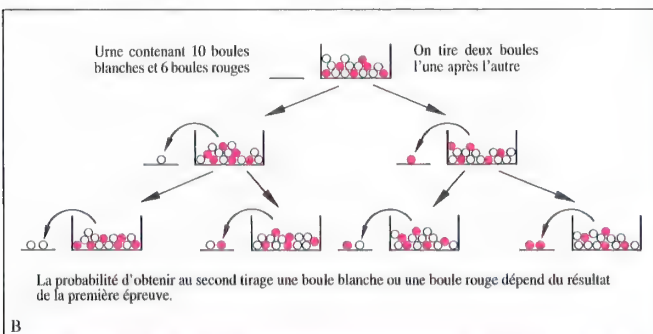 Urne contenant 10 boules
blanches et 6 boules rouges
On tire deux boules
l'une après l'autre
La probabilité d'obtenir au second tirage une boule blanche ou une boule rouge dépend du résultat
de la première épreuve.
B